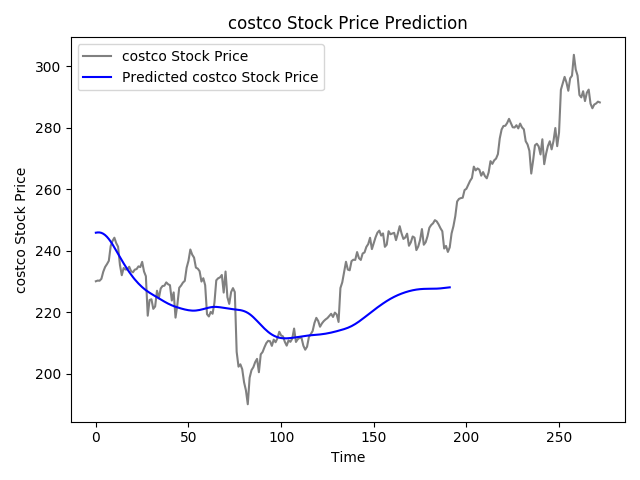 costco Stock Price Prediction
costco Stock Price
Predicted costco Stock Price
costco Stock Price
300
280
260
240
220
200
0 50 100 150 200 250
Time